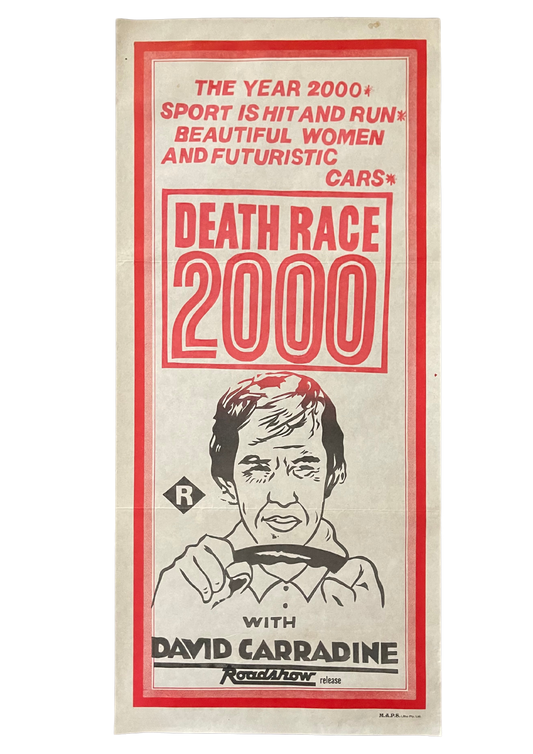 THE YEAR 2000*
SPORT IS HIT AND RUN*
BEAUTIFUL WOMEN
AND FUTURISTIC
CARS*
DEATH RACE
2000
R
WITH
DAVID CARRADINE
Roadshow release
M.A.P.S.